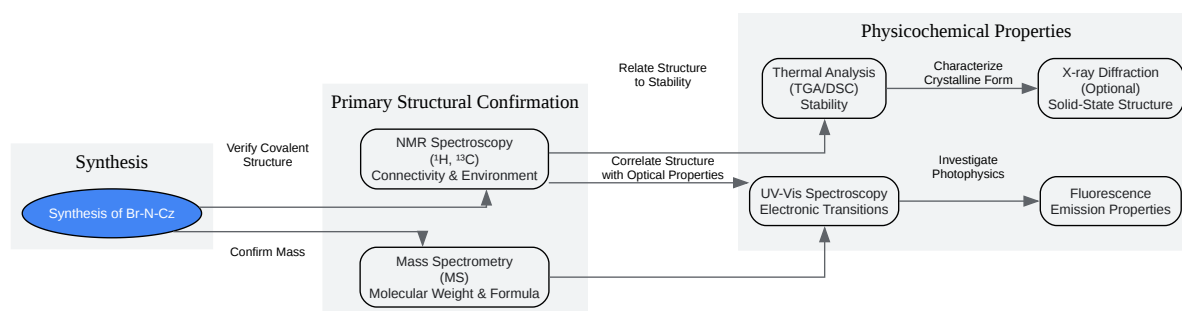 Synthesis
Synthesis of Br-N-Cz
Verify Covalent
Structure
Confirm Mass
Primary Structural Confirmation
NMR Spectroscopy
(¹H, ¹³C)
Connectivity & Environment
Mass Spectrometry
(MS)
Molecular Weight & Formula
Relate Structure
to Stability
Correlate Structure
with Optical Properties
Physicochemical Properties
Thermal Analysis
(TGA/DSC)
Stability
Characterize
Crystalline Form
X-ray Diffraction
(Optional)
Solid-State Structure
UV-Vis Spectroscopy
Electronic Transitions
Investigate
Photophysics
Fluorescence
Emission Properties